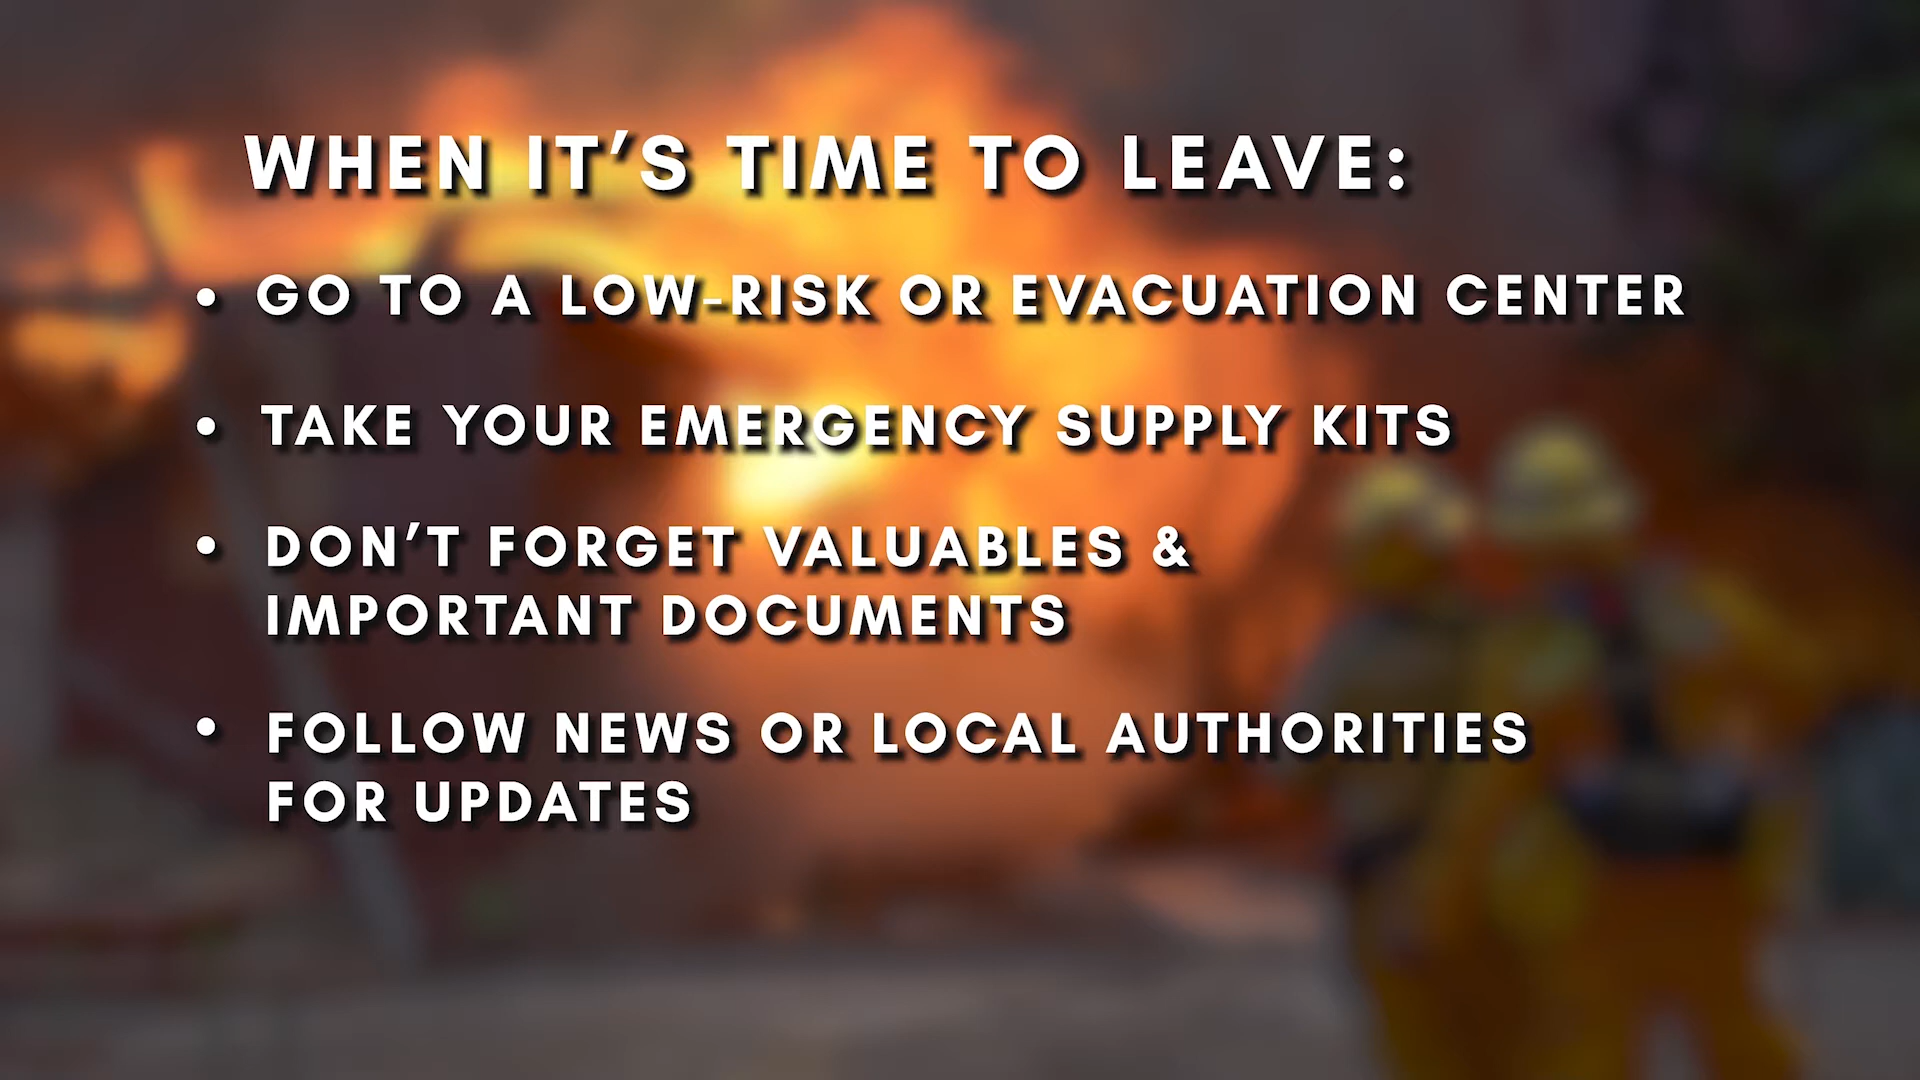 WHEN IT’S TIME TO LEAVE:
• GO TO A LOW-RISK OR EVACUATION CENTER
• TAKE YOUR EMERGENCY SUPPLY KITS
• DON’T FORGET VALUABLES &
IMPORTANT DOCUMENTS
• FOLLOW NEWS OR LOCAL AUTHORITIES
FOR UPDATES